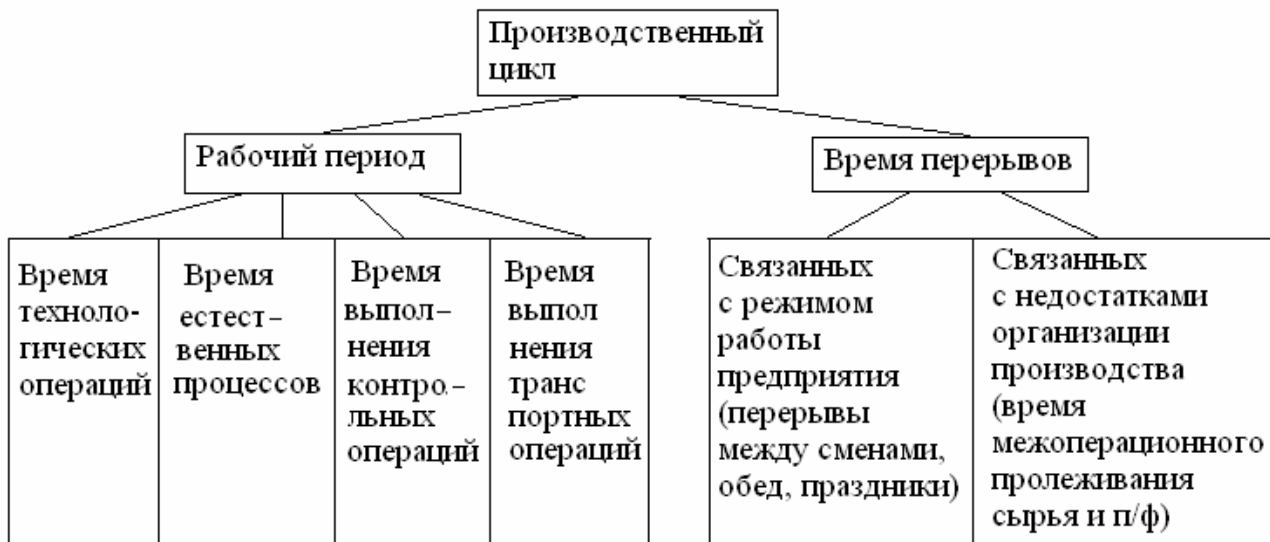 Производственный
цикл
Рабочий период
Время перерывов
Время
техноло-
гических
операций
Время
естест-
венных
процессов
Время
выпол-
нения
контро-
льных
операций
Время
выпол
нения
транс
портных
операций
Связанных
с режимом
работы
предприятия
(перерывы
между сменами,
обед, праздники)
Связанных
с недостатками
организации
производства
(время
межоперационного
пролеживания
сырья и п/ф)